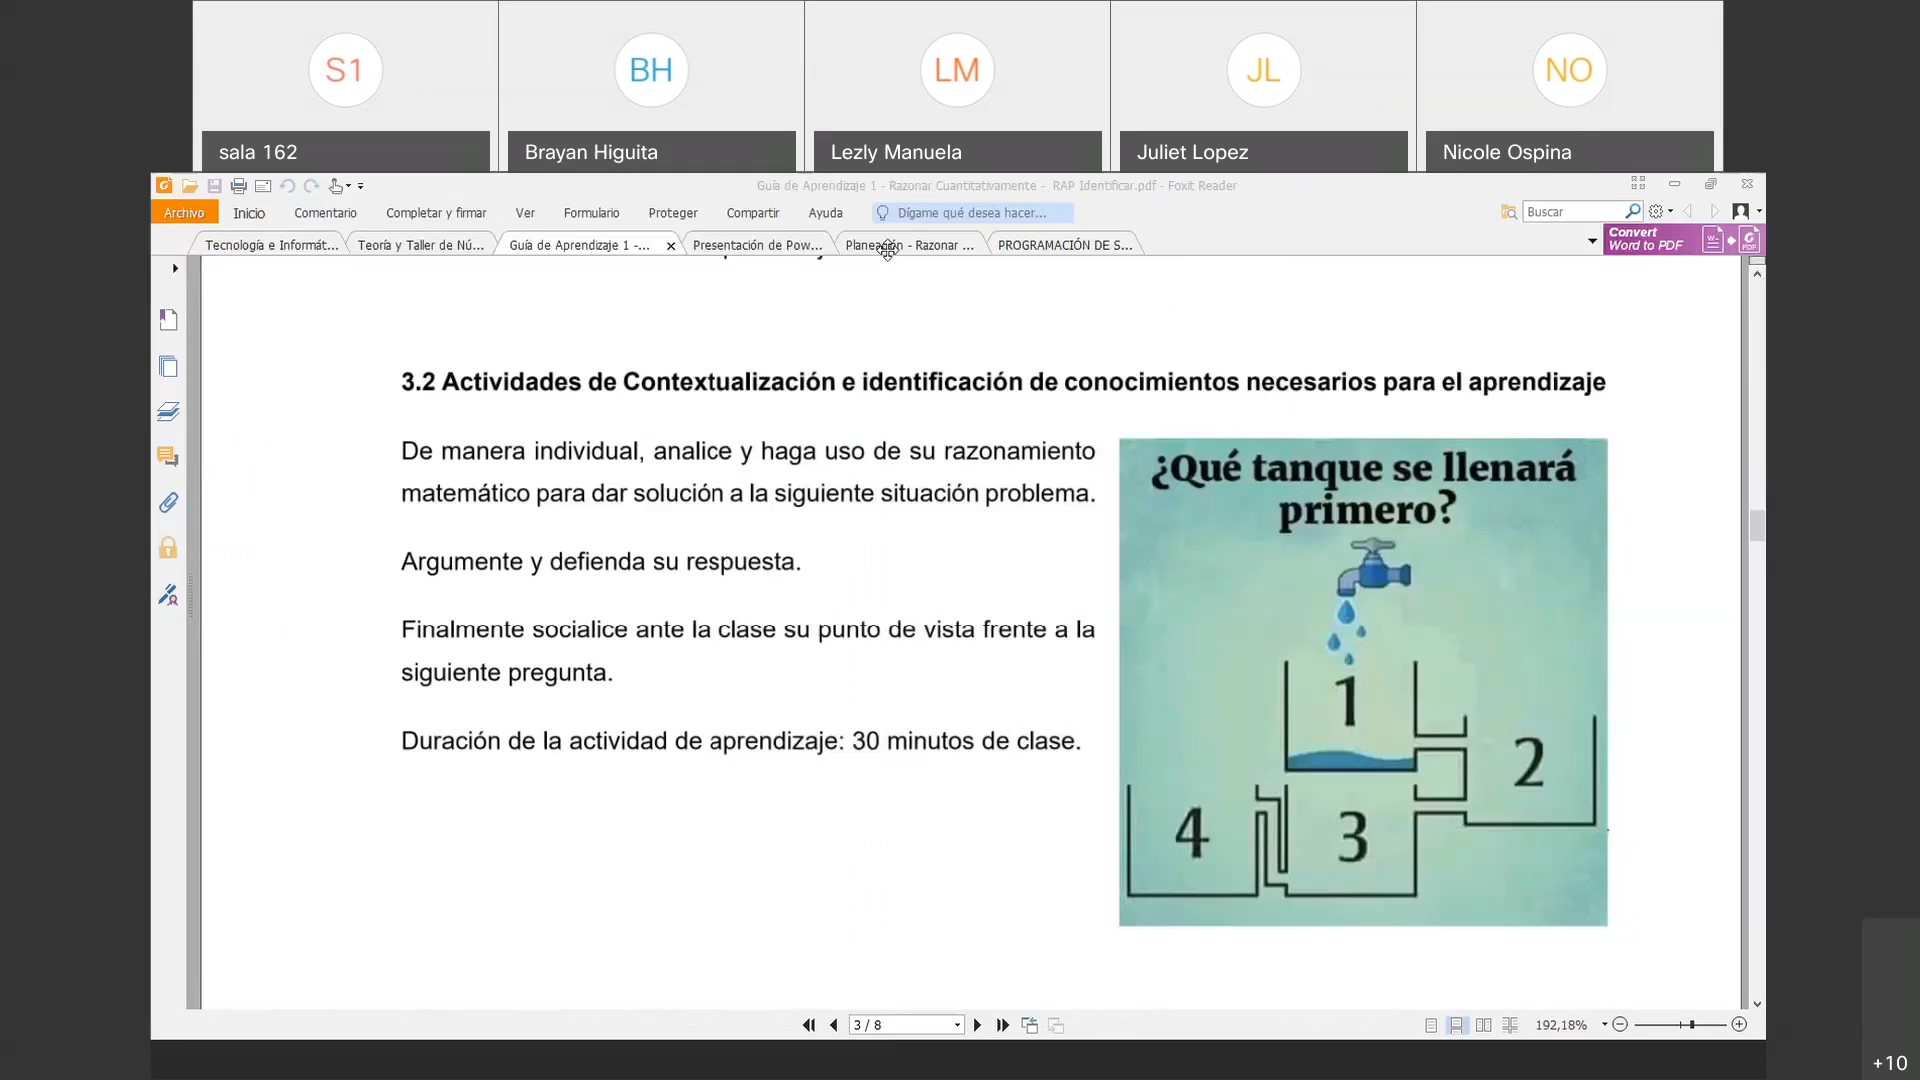 S1
BH
LM
JL
NO
sala 162
Brayan Higuita
Lezly Manuela
Juliet Lopez
Nicole Ospina
Guía de Aprendizaje 1 - Razonar Cuantitativamente - RAP Identificar.pdf - Foxit Reader
Archivo
Inicio
Comentario
Completar y firmar
Ver
Formulario
Proteger
Compartir
Ayuda
Dígame qué desea hacer...
Buscar
Tecnología e Informát...
Teoría y Taller de Nú...
Guía de Aprendizaje 1 -...
Presentación de Pow...
Planeación - Razonar ...
PROGRAMACIÓN DE S...
Convert
Word to PDF
3.2 Actividades de Contextualización e identificación de conocimientos necesarios para el aprendizaje
De manera individual, analice y haga uso de su razonamiento
matemático para dar solución a la siguiente situación problema.
Argumente y defienda su respuesta.
Finalmente socialice ante la clase su punto de vista frente a la
siguiente pregunta.
Duración de la actividad de aprendizaje: 30 minutos de clase.
¿Qué tanque se llenará
primero?
1
2
4
3
3 / 8
192,18%
+10